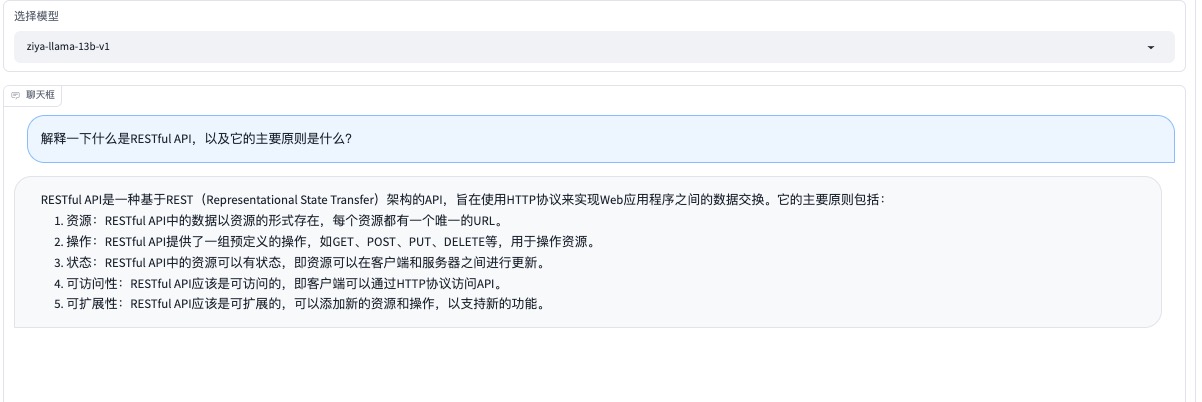 选择模型
ziya-llama-13b-v1
聊天框
解释一下什么是RESTful API，以及它的主要原则是什么？
RESTful API是一种基于REST（Representational State Transfer）架构的API，旨在使用HTTP协议来实现Web应用程序之间的数据交换。它的主要原则包括：
1. 资源：RESTful API中的数据以资源的形式存在，每个资源都有一个唯一的URL。
2. 操作：RESTful API提供了一组预定义的操作，如GET、POST、PUT、DELETE等，用于操作资源。
3. 状态：RESTful API中的资源可以有状态，即资源可以在客户端和服务器之间进行更新。
4. 可访问性：RESTful API应该是可访问的，即客户端可以通过HTTP协议访问API。
5. 可扩展性：RESTful API应该是可扩展的，可以添加新的资源和操作，以支持新的功能。